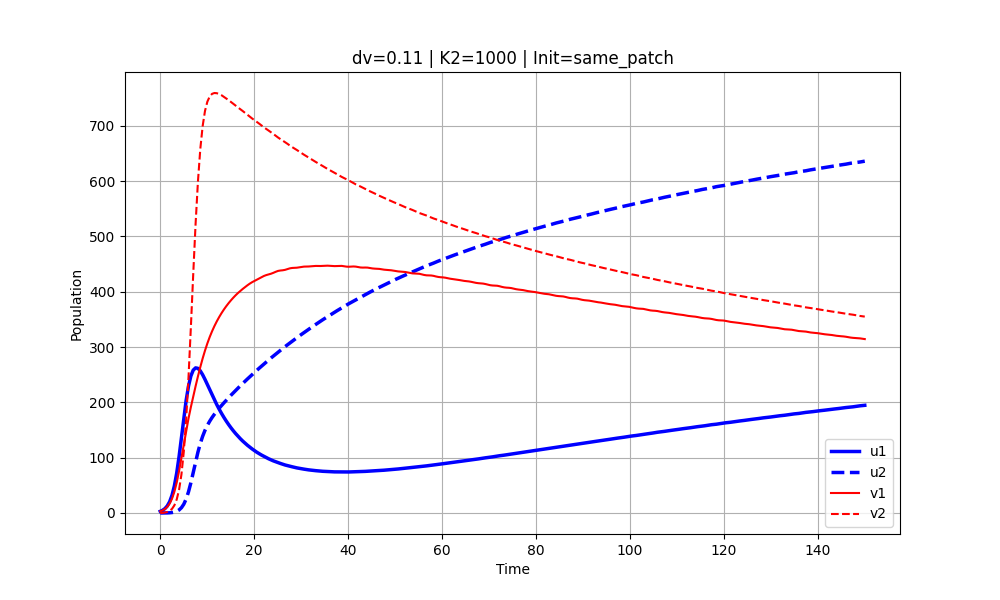 dv=0.11 | K2=1000 | Init=same_patch
Population
700
600
500
400
300
200
100
0
0 20 40 60 80 100 120 140
Time
u1
u2
v1
v2